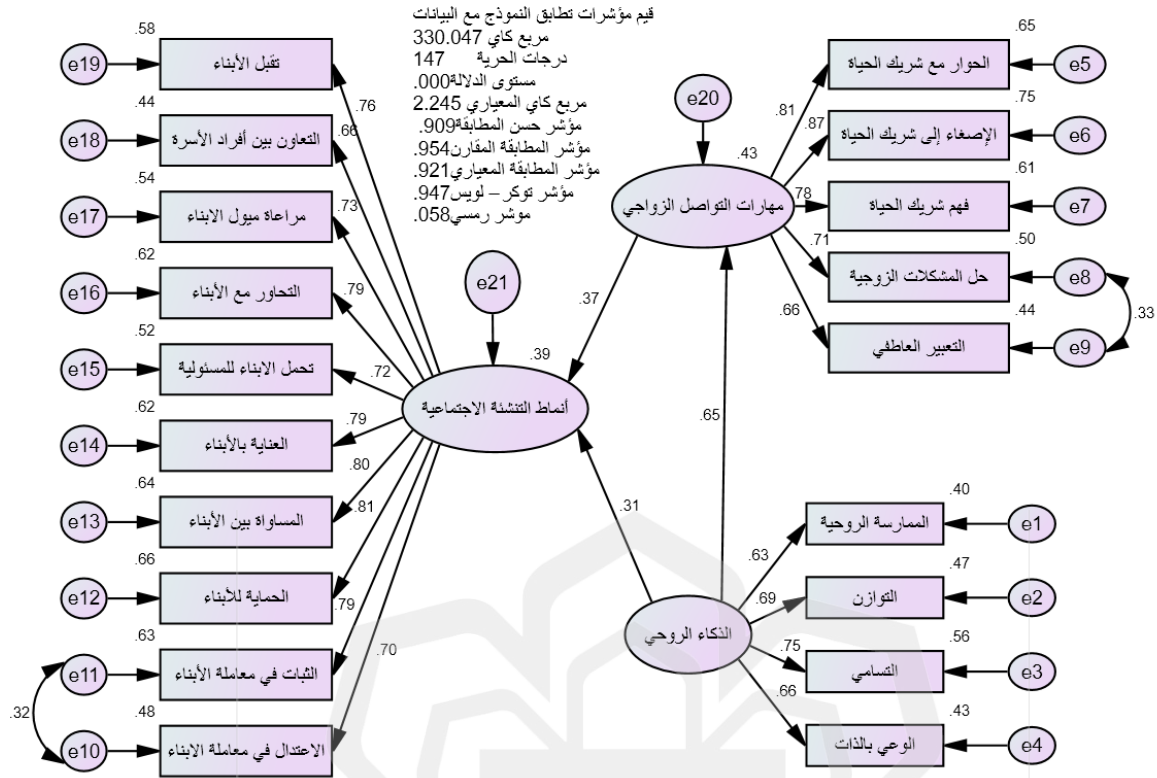 قيم مؤشرات تطابق النموذج مع البيانات
مربع كاي 330.047
درجات الحرية 147
مستوى الدلالة000.
مربع كاي المعياري 2.245
مؤشر حسن المطابقة909.
مؤشر المطابقة المقارن954.
مؤشر المطابقة المعياري921.
مؤشر توكر – لويس947.
موشر رمسي058.
e19
.58
تقبل الأبناء
.76
e18
.44
التعاون بين أفراد الأسرة
.66
e17
.54
مراعاة ميول الابناء
.73
e16
.62
التحاور مع الأبناء
.79
e15
.52
تحمل الابناء للمسئولية
.72
e14
.62
العناية بالأبناء
.79
e13
.64
المساواة بين الأبناء
.80
e12
.66
الحماية للأبناء
.81
e11
.63
الثبات في معاملة الأبناء
.79
e10
.48
الاعتدال في معاملة الابناء
.70
.32
e21
.39
أنماط التنشئة الاجتماعية
e20
.43
مهارات التواصل الزواجي
.37
.31
.65
.65
الحوار مع شريك الحياة
e5
.81
.75
الإصغاء إلى شريك الحياة
e6
.87
.61
فهم شريك الحياة
e7
.78
.50
حل المشكلات الزوجية
e8
.71
.44
التعبير العاطفي
e9
.66
.33
الذكاء الروحي
.40
الممارسة الروحية
e1
.63
.47
التوازن
e2
.69
.56
التسامي
e3
.75
.43
الوعي بالذات
e4
.66